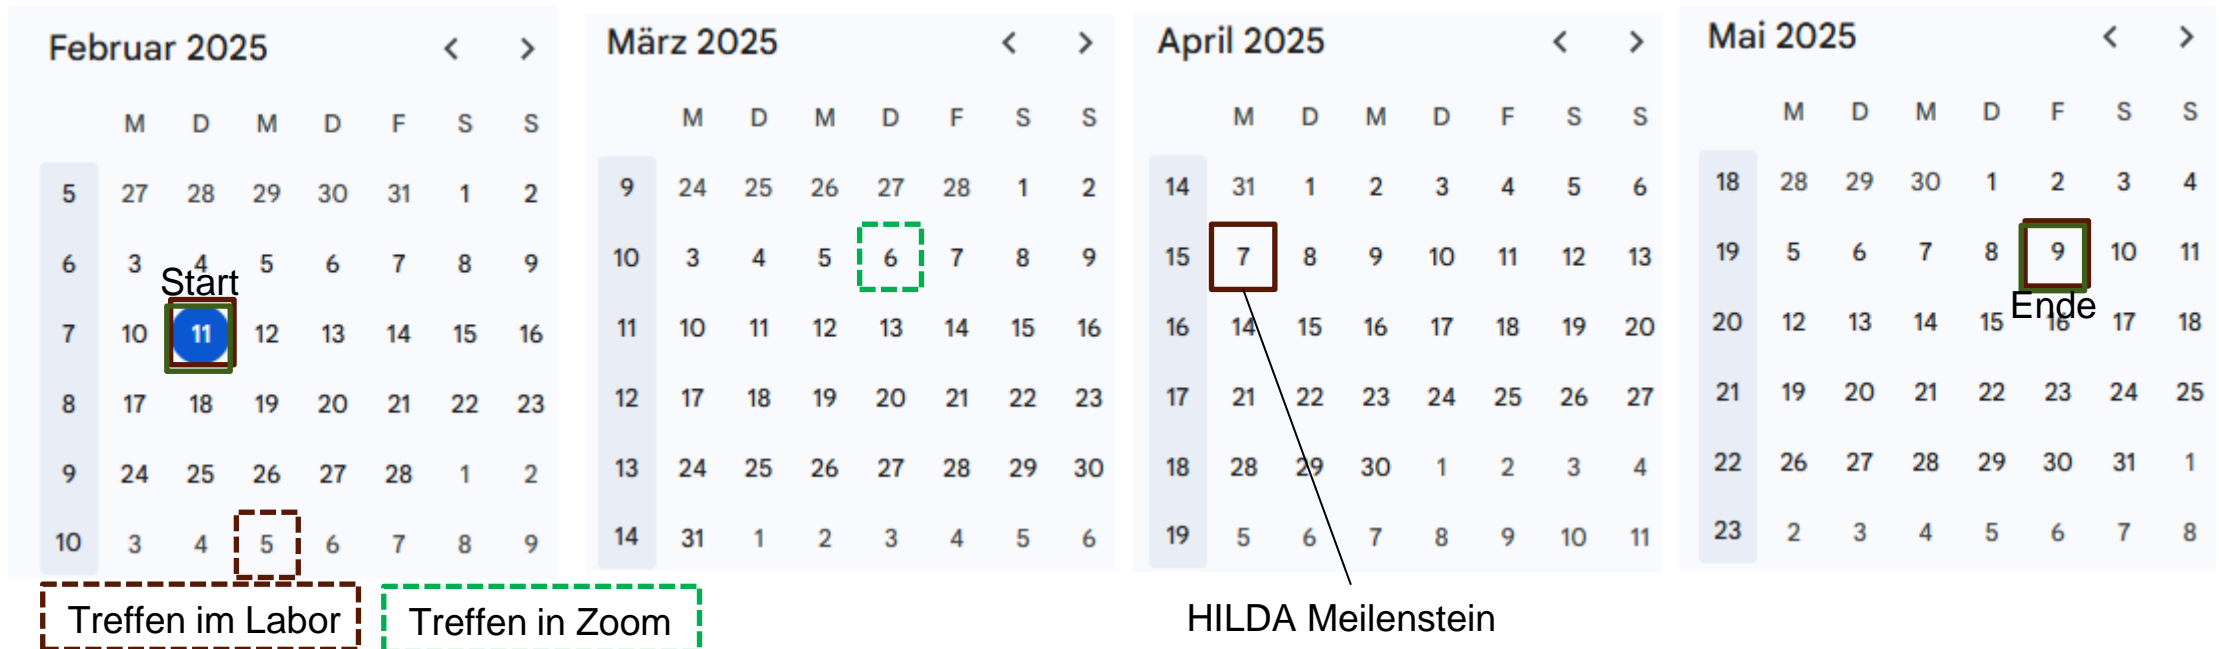 Februar 2025 < >
M D M D F S S
5 27 28 29 30 31 1 2
6 3 4 5 6 7 8 9
Start
7 10 11 12 13 14 15 16
8 17 18 19 20 21 22 23
9 24 25 26 27 28 1 2
10 3 4 5 6 7 8 9
März 2025 < >
M D M D F S S
9 24 25 26 27 28 1 2
10 3 4 5 6 7 8 9
11 10 11 12 13 14 15 16
12 17 18 19 20 21 22 23
13 24 25 26 27 28 29 30
14 31 1 2 3 4 5 6
April 2025 < >
M D M D F S S
14 31 1 2 3 4 5 6
15 7 8 9 10 11 12 13
16 14 15 16 17 18 19 20
17 21 22 23 24 25 26 27
18 28 29 30 1 2 3 4
19 5 6 7 8 9 10 11
Mai 2025 < >
M D M D F S S
18 28 29 30 1 2 3 4
19 5 6 7 8 9 10 11
Ende
20 12 13 14 15 16 17 18
21 19 20 21 22 23 24 25
22 26 27 28 29 30 31 1
23 2 3 4 5 6 7 8
Treffen im Labor
Treffen in Zoom
HILDA Meilenstein